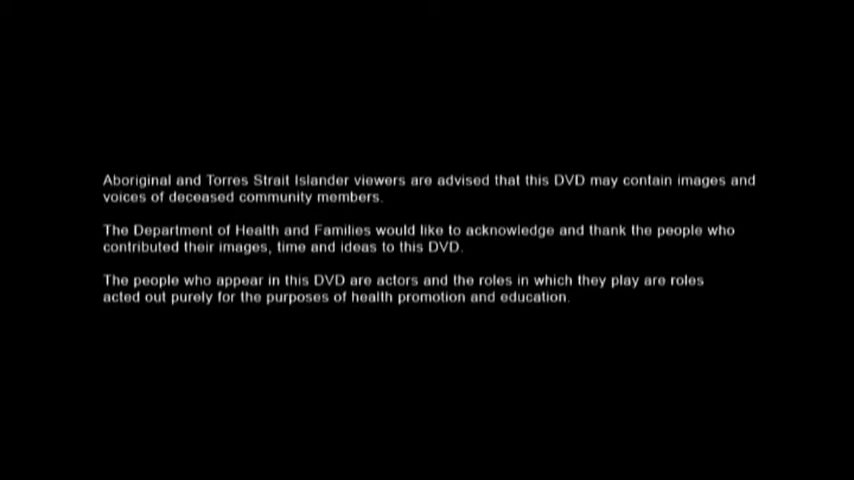 Aboriginal and Torres Strait Islander viewers are advised that this DVD may contain images and
voices of deceased community members.
The Department of Health and Families would like to acknowledge and thank the people who
contributed their images, time and ideas to this DVD.
The people who appear in this DVD are actors and the roles in which they play are roles
acted out purely for the purposes of health promotion and education.